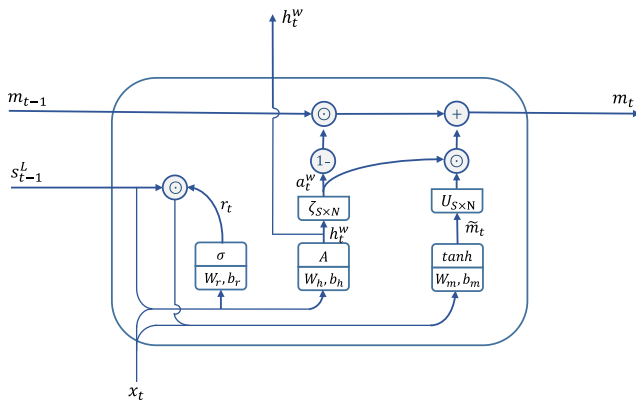 h_t^w
m_{t-1}
⊙
+
m_t
s_{t-1}^L
⊙
1-
⊙
a_t^w
r_t
ζ_{S×N}
U_{S×N}
h_t^w
m̃_t
σ
A
tanh
W_r, b_r
W_h, b_h
W_m, b_m
x_t